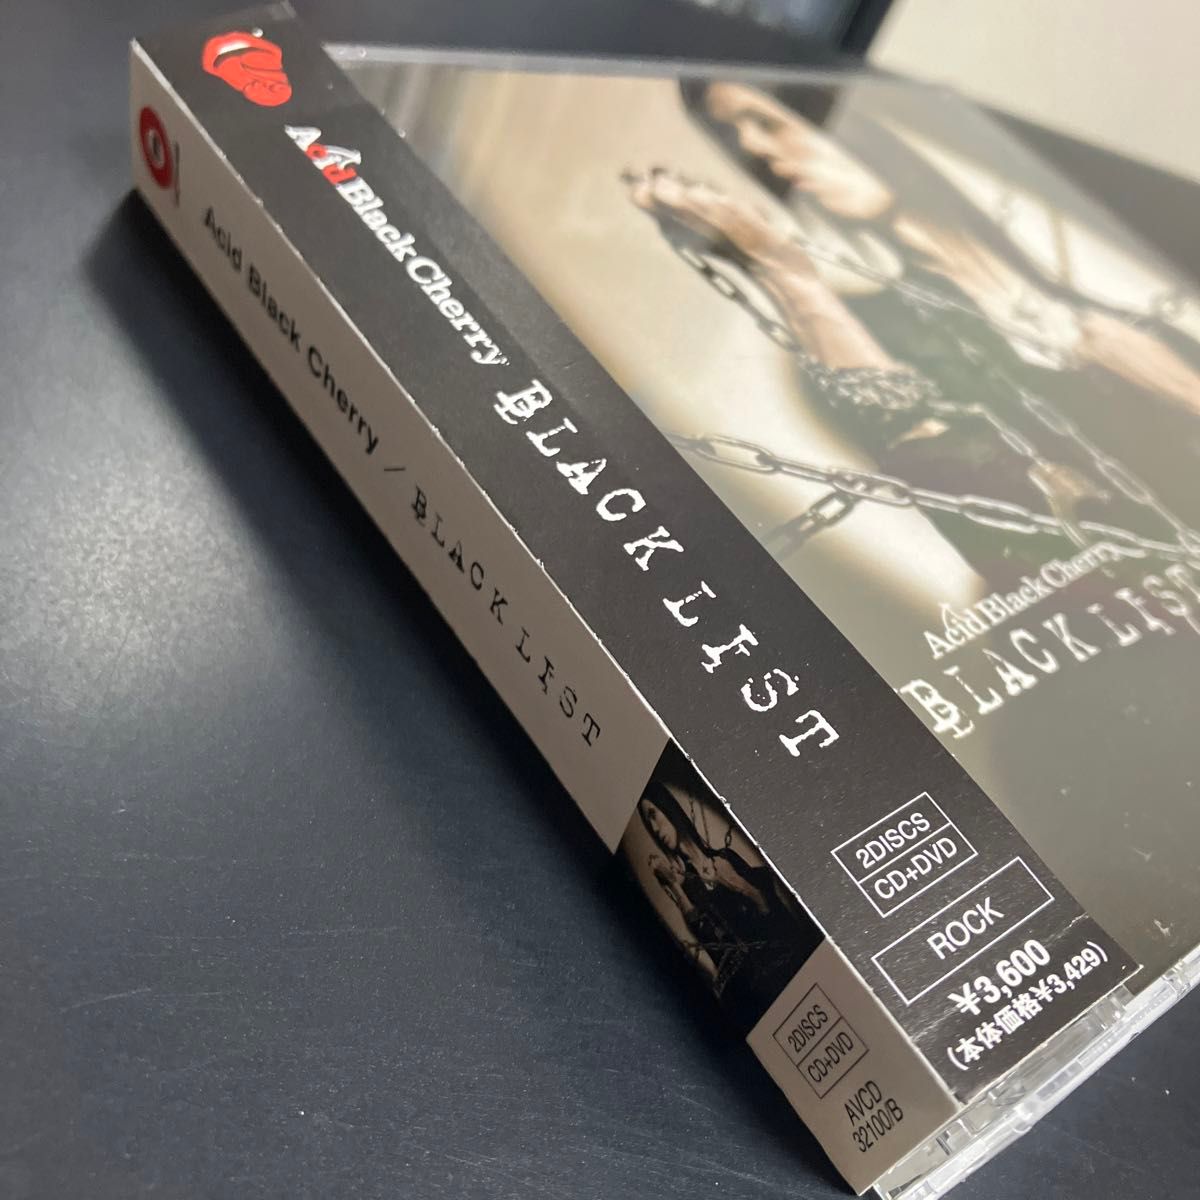 Acid Black Cherry
BLACK LIST
2DISCS
CD+DVD
ROCK
¥3,600
(本体価格¥3,429)
Acid Black Cherry / BLACK LIST
2DISCS
CD+DVD
AVCD
32100/B
Acid Black Cherry
BLACK LIST